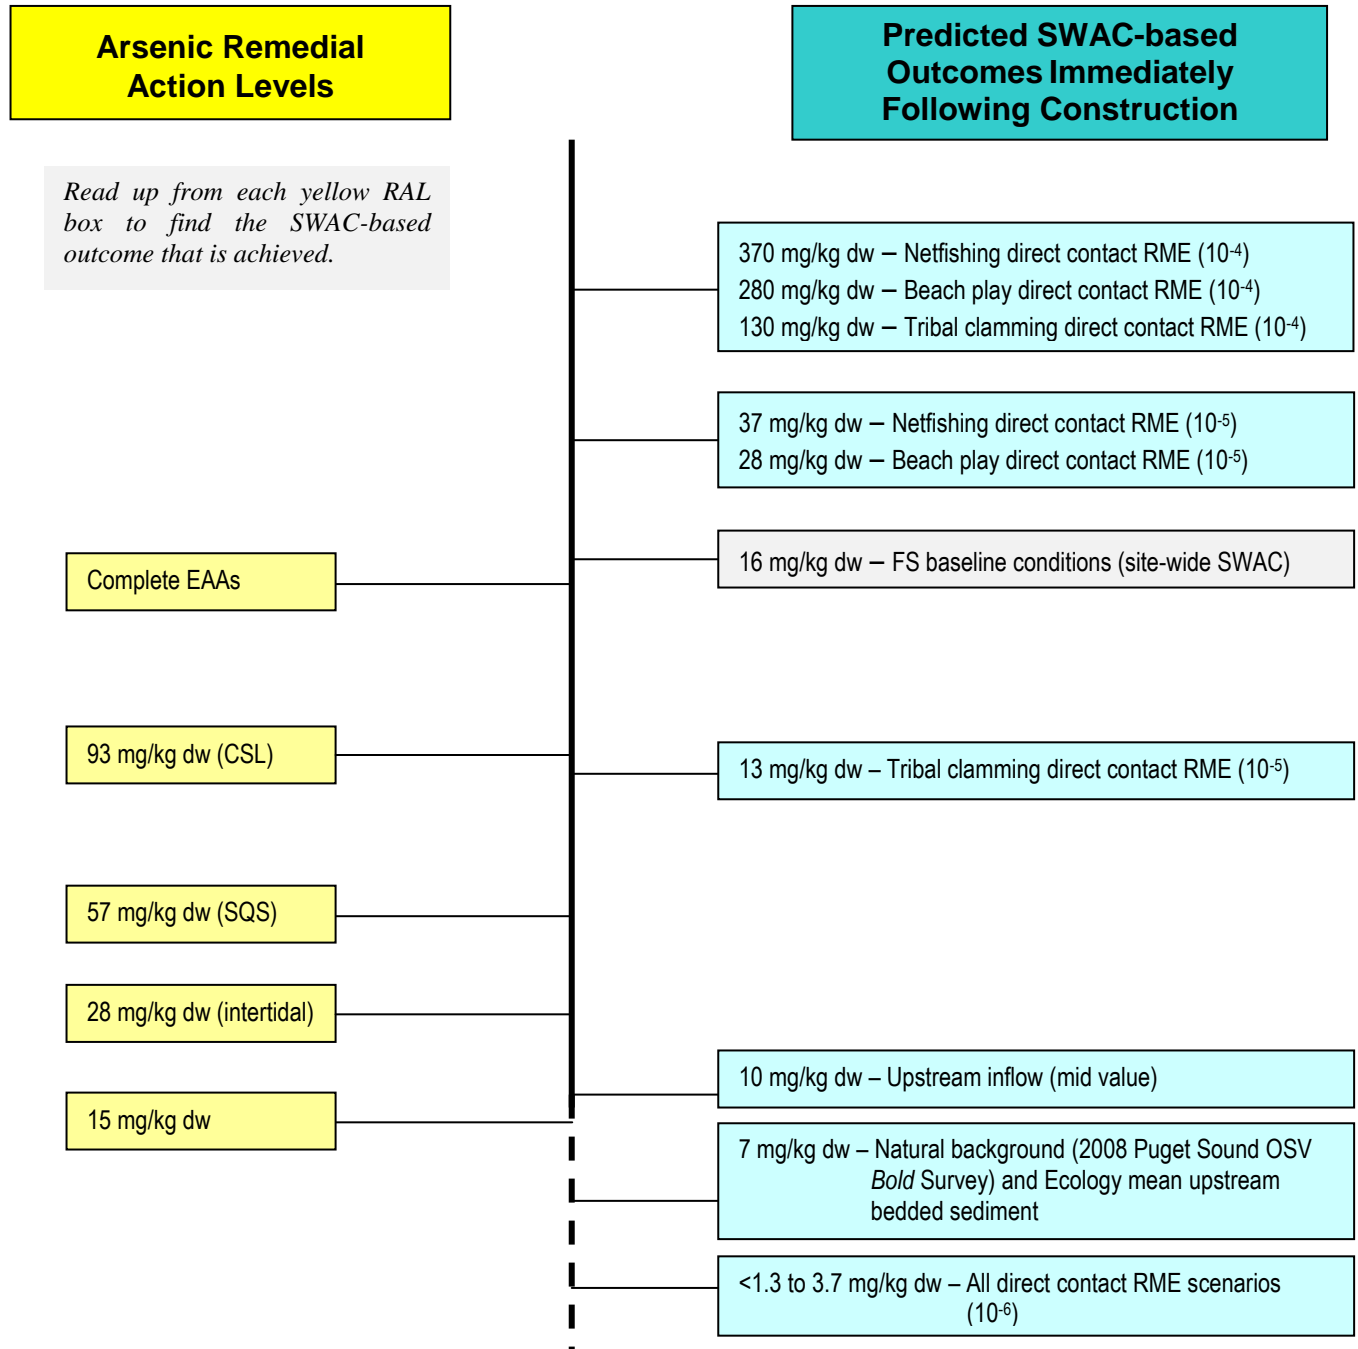 Arsenic Remedial
Action Levels
Predicted SWAC-based
Outcomes Immediately
Following Construction
Read up from each yellow RAL
box to find the SWAC-based
outcome that is achieved.
370 mg/kg dw – Netfishing direct contact RME (10-4)
280 mg/kg dw – Beach play direct contact RME (10-4)
130 mg/kg dw – Tribal clamming direct contact RME (10-4)
37 mg/kg dw – Netfishing direct contact RME (10-5)
28 mg/kg dw – Beach play direct contact RME (10-5)
16 mg/kg dw – FS baseline conditions (site-wide SWAC)
Complete EAAs
93 mg/kg dw (CSL)
13 mg/kg dw – Tribal clamming direct contact RME (10-5)
57 mg/kg dw (SQS)
28 mg/kg dw (intertidal)
10 mg/kg dw – Upstream inflow (mid value)
15 mg/kg dw
7 mg/kg dw – Natural background (2008 Puget Sound OSV
Bold Survey) and Ecology mean upstream
bedded sediment
<1.3 to 3.7 mg/kg dw – All direct contact RME scenarios
(10-6)